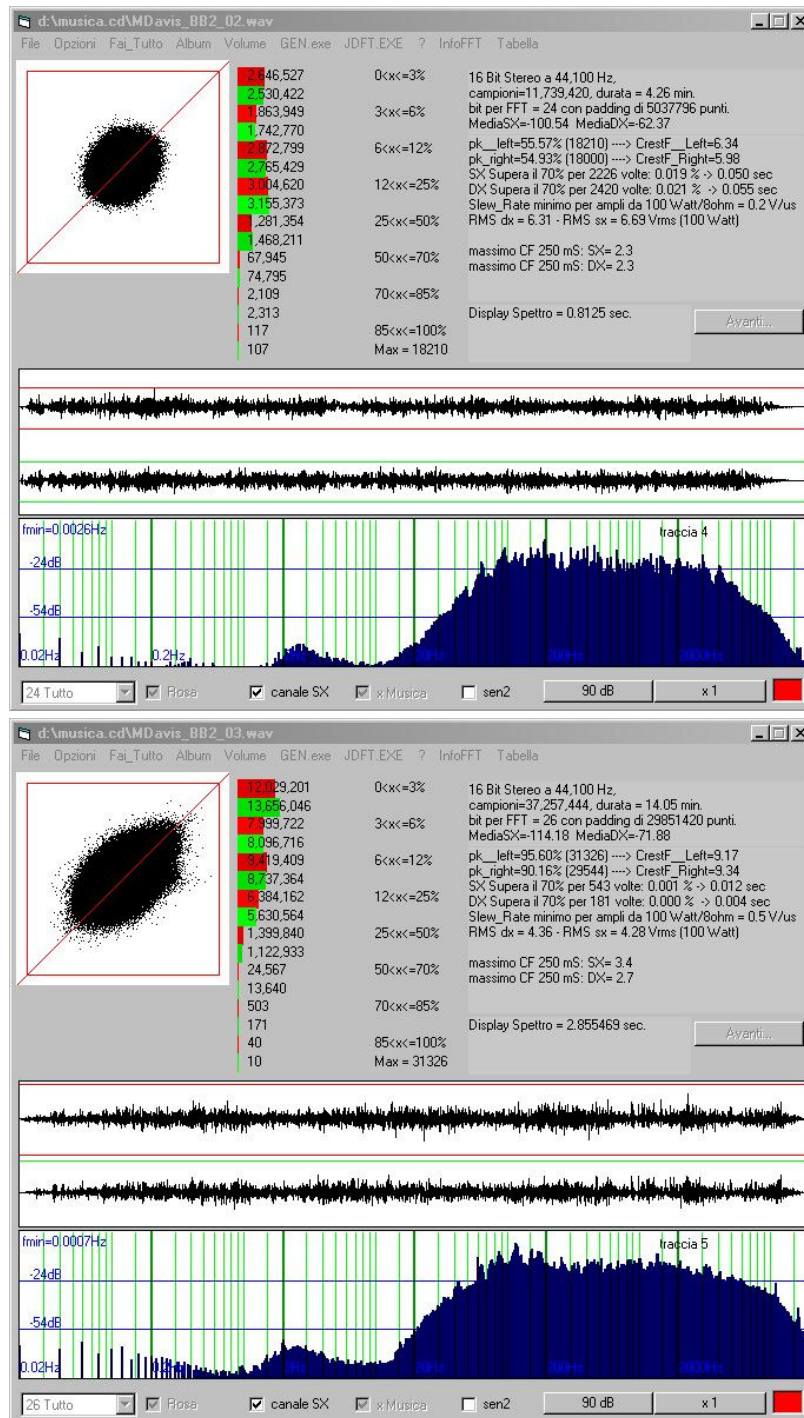 d:\musica.cd\MDavis_BB2_02.wav
File Opzioni Fai_Tutto Album Volume GEN.exe JDFT.EXE ? InfoFFT Tabella
2,646,527 0<x<=3%
2,530,422
1,863,949 3<x<=6%
1,742,770
2,872,799 6<x<=12%
2,765,429
3,004,620 12<x<=25%
3,155,373
1,281,354 25<x<=50%
1,468,211
67,945 50<x<=70%
74,795
2,109 70<x<=85%
2,313
117 85<x<=100%
107 Max = 18210
16 Bit Stereo a 44,100 Hz,
campioni=11,739,420, durata = 4.26 min.
bit per FFT = 24 con padding di 5037796 punti.
MediaSX=-100.54 MediaDX=-62.37
pk__left=55.57% (18210) ----> CrestF__Left=6.34
pk_right=54.93% (18000) ----> CrestF_Right=5.98
SX Supera il 70% per 2226 volte: 0.019 % -> 0.050 sec
DX Supera il 70% per 2420 volte: 0.021 % -> 0.055 sec
Slew_Rate minimo per ampli da 100 Watt/8ohm = 0.2 V/us
RMS dx = 6.31 - RMS sx = 6.69 Vrms (100 Watt)
massimo CF 250 mS: SX= 2.3
massimo CF 250 mS: DX= 2.3
Display Spettro = 0.8125 sec.
Avanti...
fmin=0.0026Hz
traccia 4
-24dB
-54dB
0.02Hz 0.2Hz 2Hz 20Hz 200Hz 2000Hz
24 Tutto Rosa canale SX x Musica sen2 90 dB x 1
d:\musica.cd\MDavis_BB2_03.wav
File Opzioni Fai_Tutto Album Volume GEN.exe JDFT.EXE ? InfoFFT Tabella
12,029,201 0<x<=3%
13,656,046
7,999,722 3<x<=6%
8,096,716
9,419,409 6<x<=12%
8,737,364
6,384,162 12<x<=25%
5,630,564
1,399,840 25<x<=50%
1,122,933
24,567 50<x<=70%
13,640
503 70<x<=85%
171
40 85<x<=100%
10 Max = 31326
16 Bit Stereo a 44,100 Hz,
campioni=37,257,444, durata = 14.05 min.
bit per FFT = 26 con padding di 29851420 punti.
MediaSX=-114.18 MediaDX=-71.88
pk__left=95.60% (31326) ----> CrestF__Left=9.17
pk_right=90.16% (29544) ----> CrestF_Right=9.34
SX Supera il 70% per 543 volte: 0.001 % -> 0.012 sec
DX Supera il 70% per 181 volte: 0.000 % -> 0.004 sec
Slew_Rate minimo per ampli da 100 Watt/8ohm = 0.5 V/us
RMS dx = 4.36 - RMS sx = 4.28 Vrms (100 Watt)
massimo CF 250 mS: SX= 3.4
massimo CF 250 mS: DX= 2.7
Display Spettro = 2.855469 sec.
Avanti...
fmin=0.0007Hz
traccia 5
-24dB
-54dB
0.02Hz 0.2Hz 2Hz 20Hz 200Hz 2000Hz
26 Tutto Rosa canale SX x Musica sen2 90 dB x 1